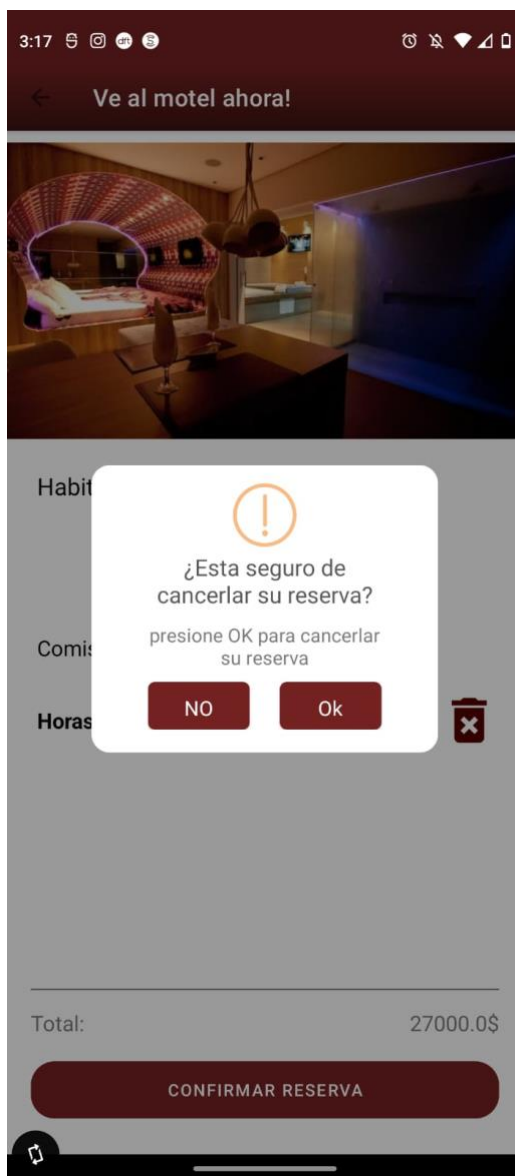 3:17
Ve al motel ahora!
Habit
¿Esta seguro de
cancerlar su reserva?
presione OK para cancerlar
su reserva
Comis
NO Ok
Horas
Total: 27000.0$
CONFIRMAR RESERVA